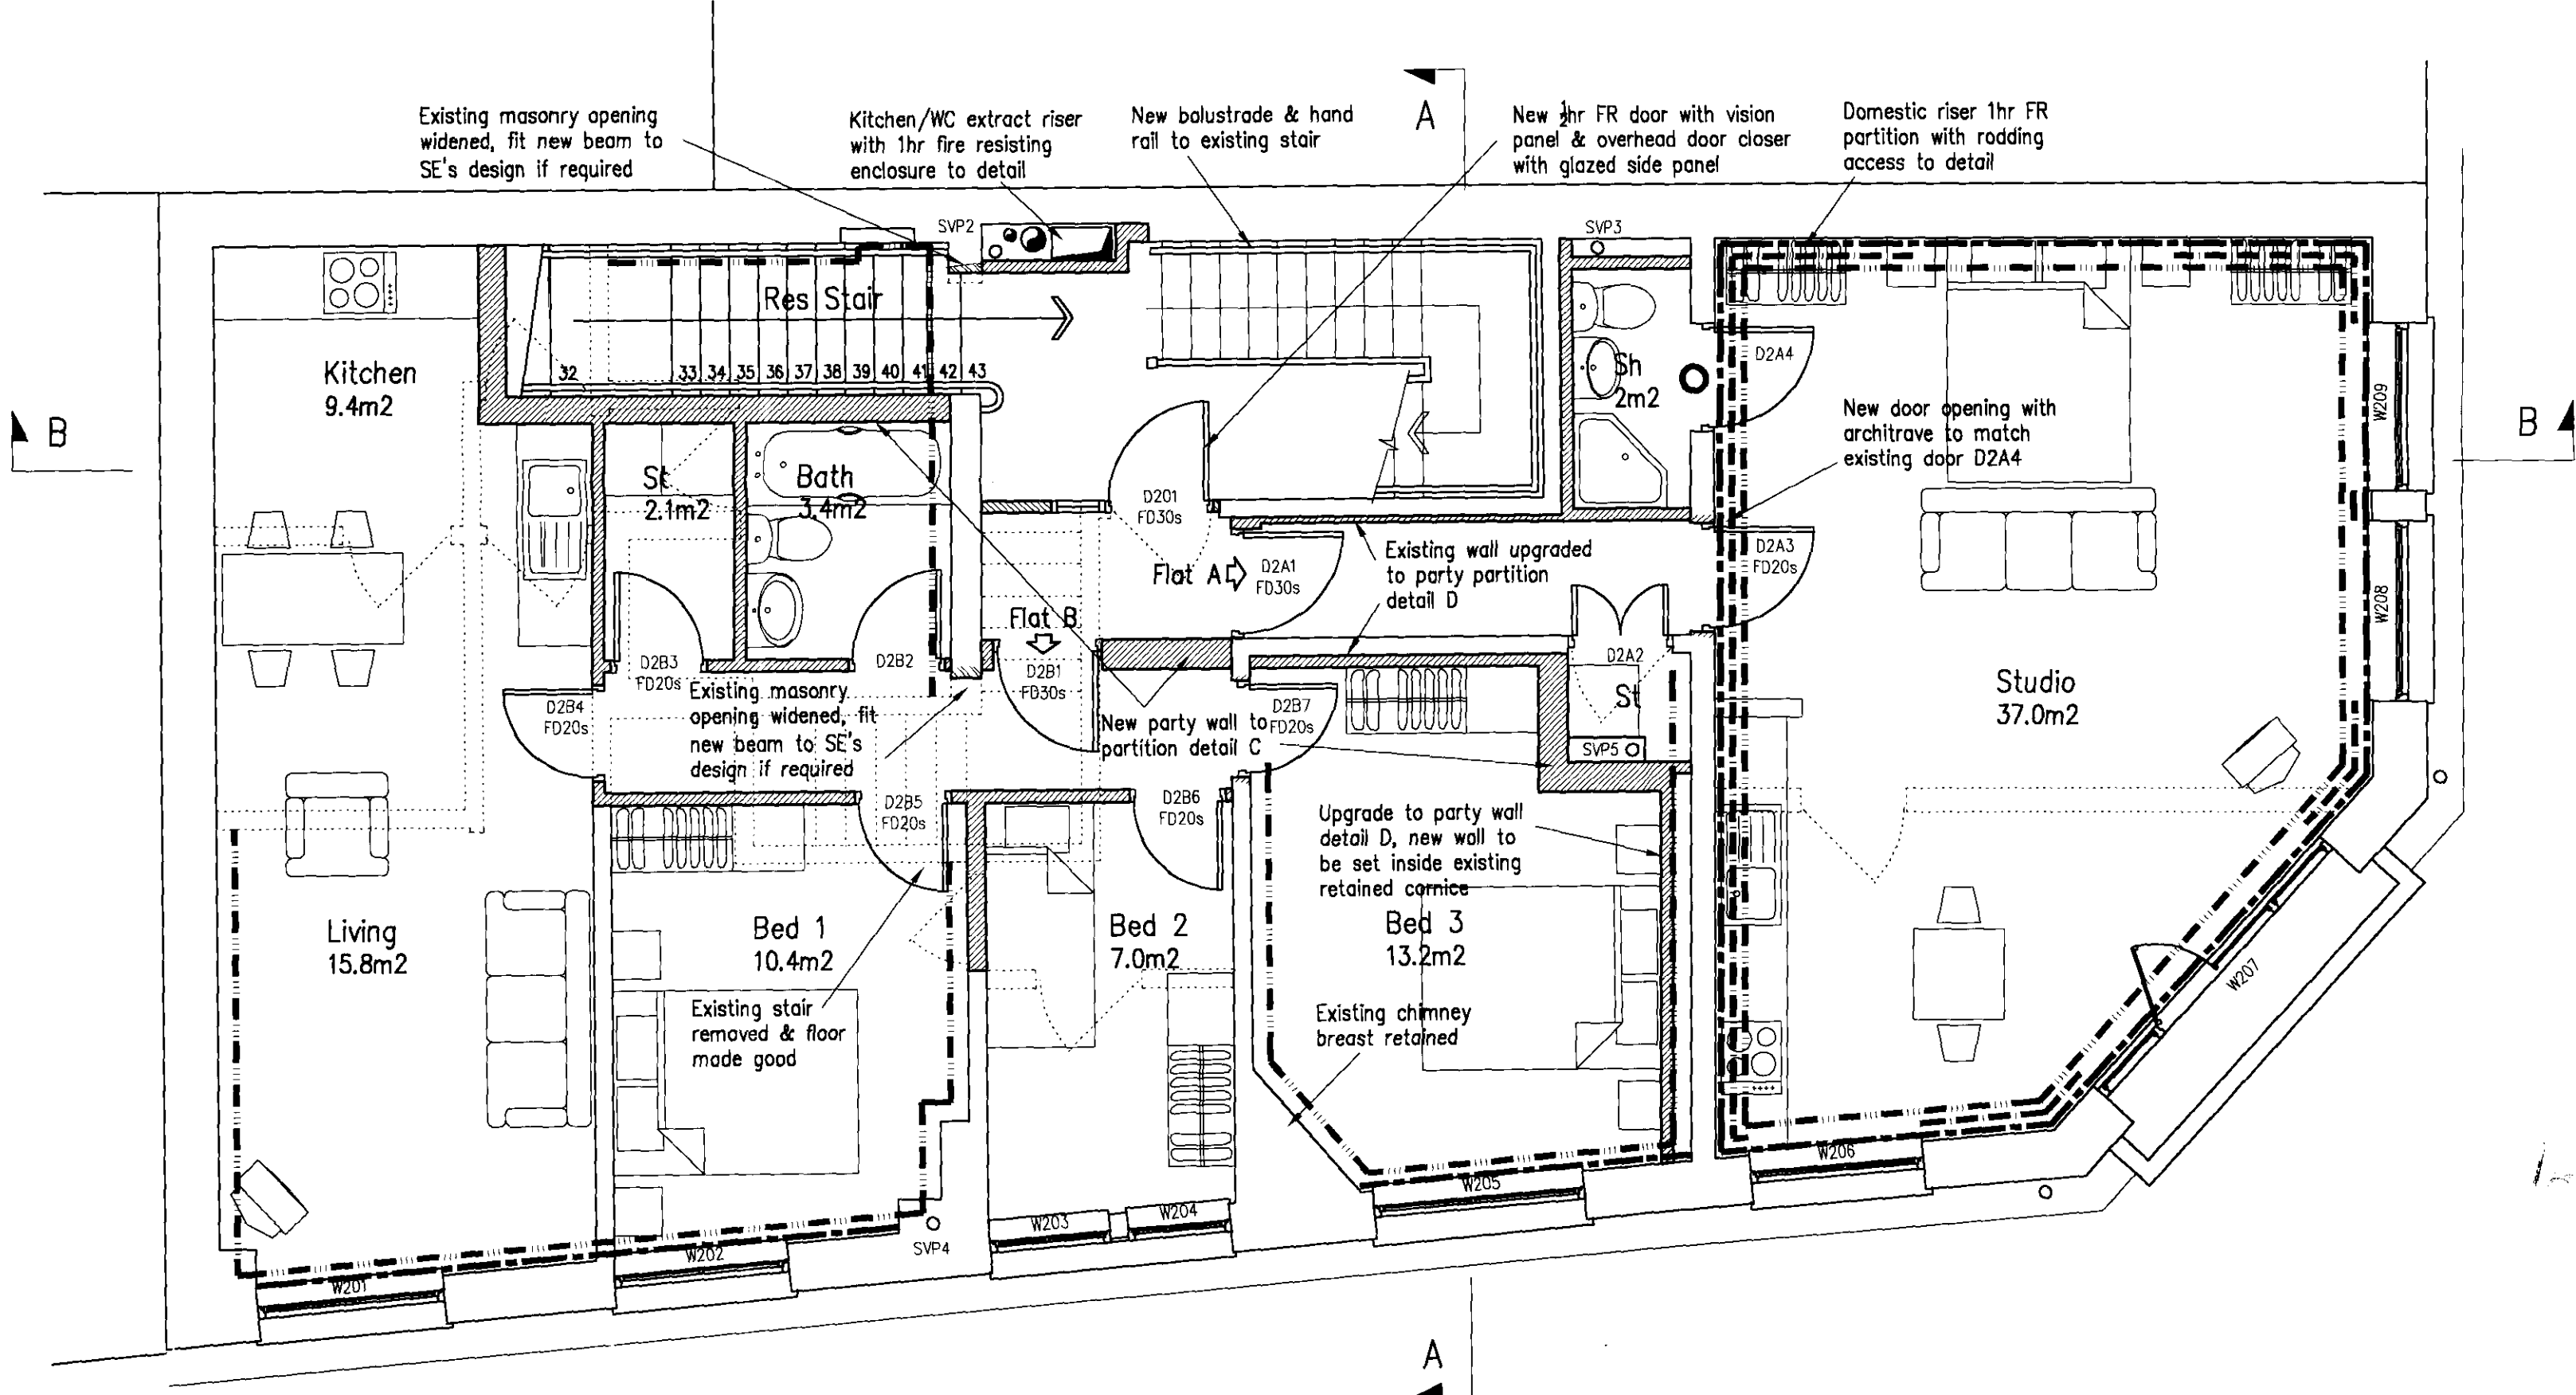 Existing masonry opening
widened, fit new beam to
SE's design if required
Kitchen/WC extract riser
with 1hr fire resisting
enclosure to detail
New balustrade & hand
rail to existing stair
A
New ½hr FR door with vision
panel & overhead door closer
with glazed side panel
Domestic riser 1hr FR
partition with rodding
access to detail
SVP2
SVP3
Res Stair
32 33 34 35 36 37 38 39 40 41 42 43
Kitchen
9.4m2
Sh
2m2
D2A4
W209
B
B
New door opening with
architrave to match
existing door D2A4
St
2.1m2
Bath
3.4m2
D201
FD30s
Flat A
D2A1
FD30s
Existing wall upgraded
to party partition
detail D
D2A3
FD20s
W208
Flat B
D2B1
FD30s
D2B3
FD20s
D2B2
D2A2
St
SVP5
Studio
37.0m2
D2B4
FD20s
Existing masonry
opening widened, fit
new beam to SE's
design if required
New party wall to
partition detail C
D2B7
FD20s
D2B5
FD20s
D2B6
FD20s
Upgrade to party wall
detail D, new wall to
be set inside existing
retained cornice
Living
15.8m2
Bed 1
10.4m2
Bed 2
7.0m2
Bed 3
13.2m2
W207
Existing stair
removed & floor
made good
Existing chimney
breast retained
W206
W205
W204
W203
SVP4
W202
W201
A